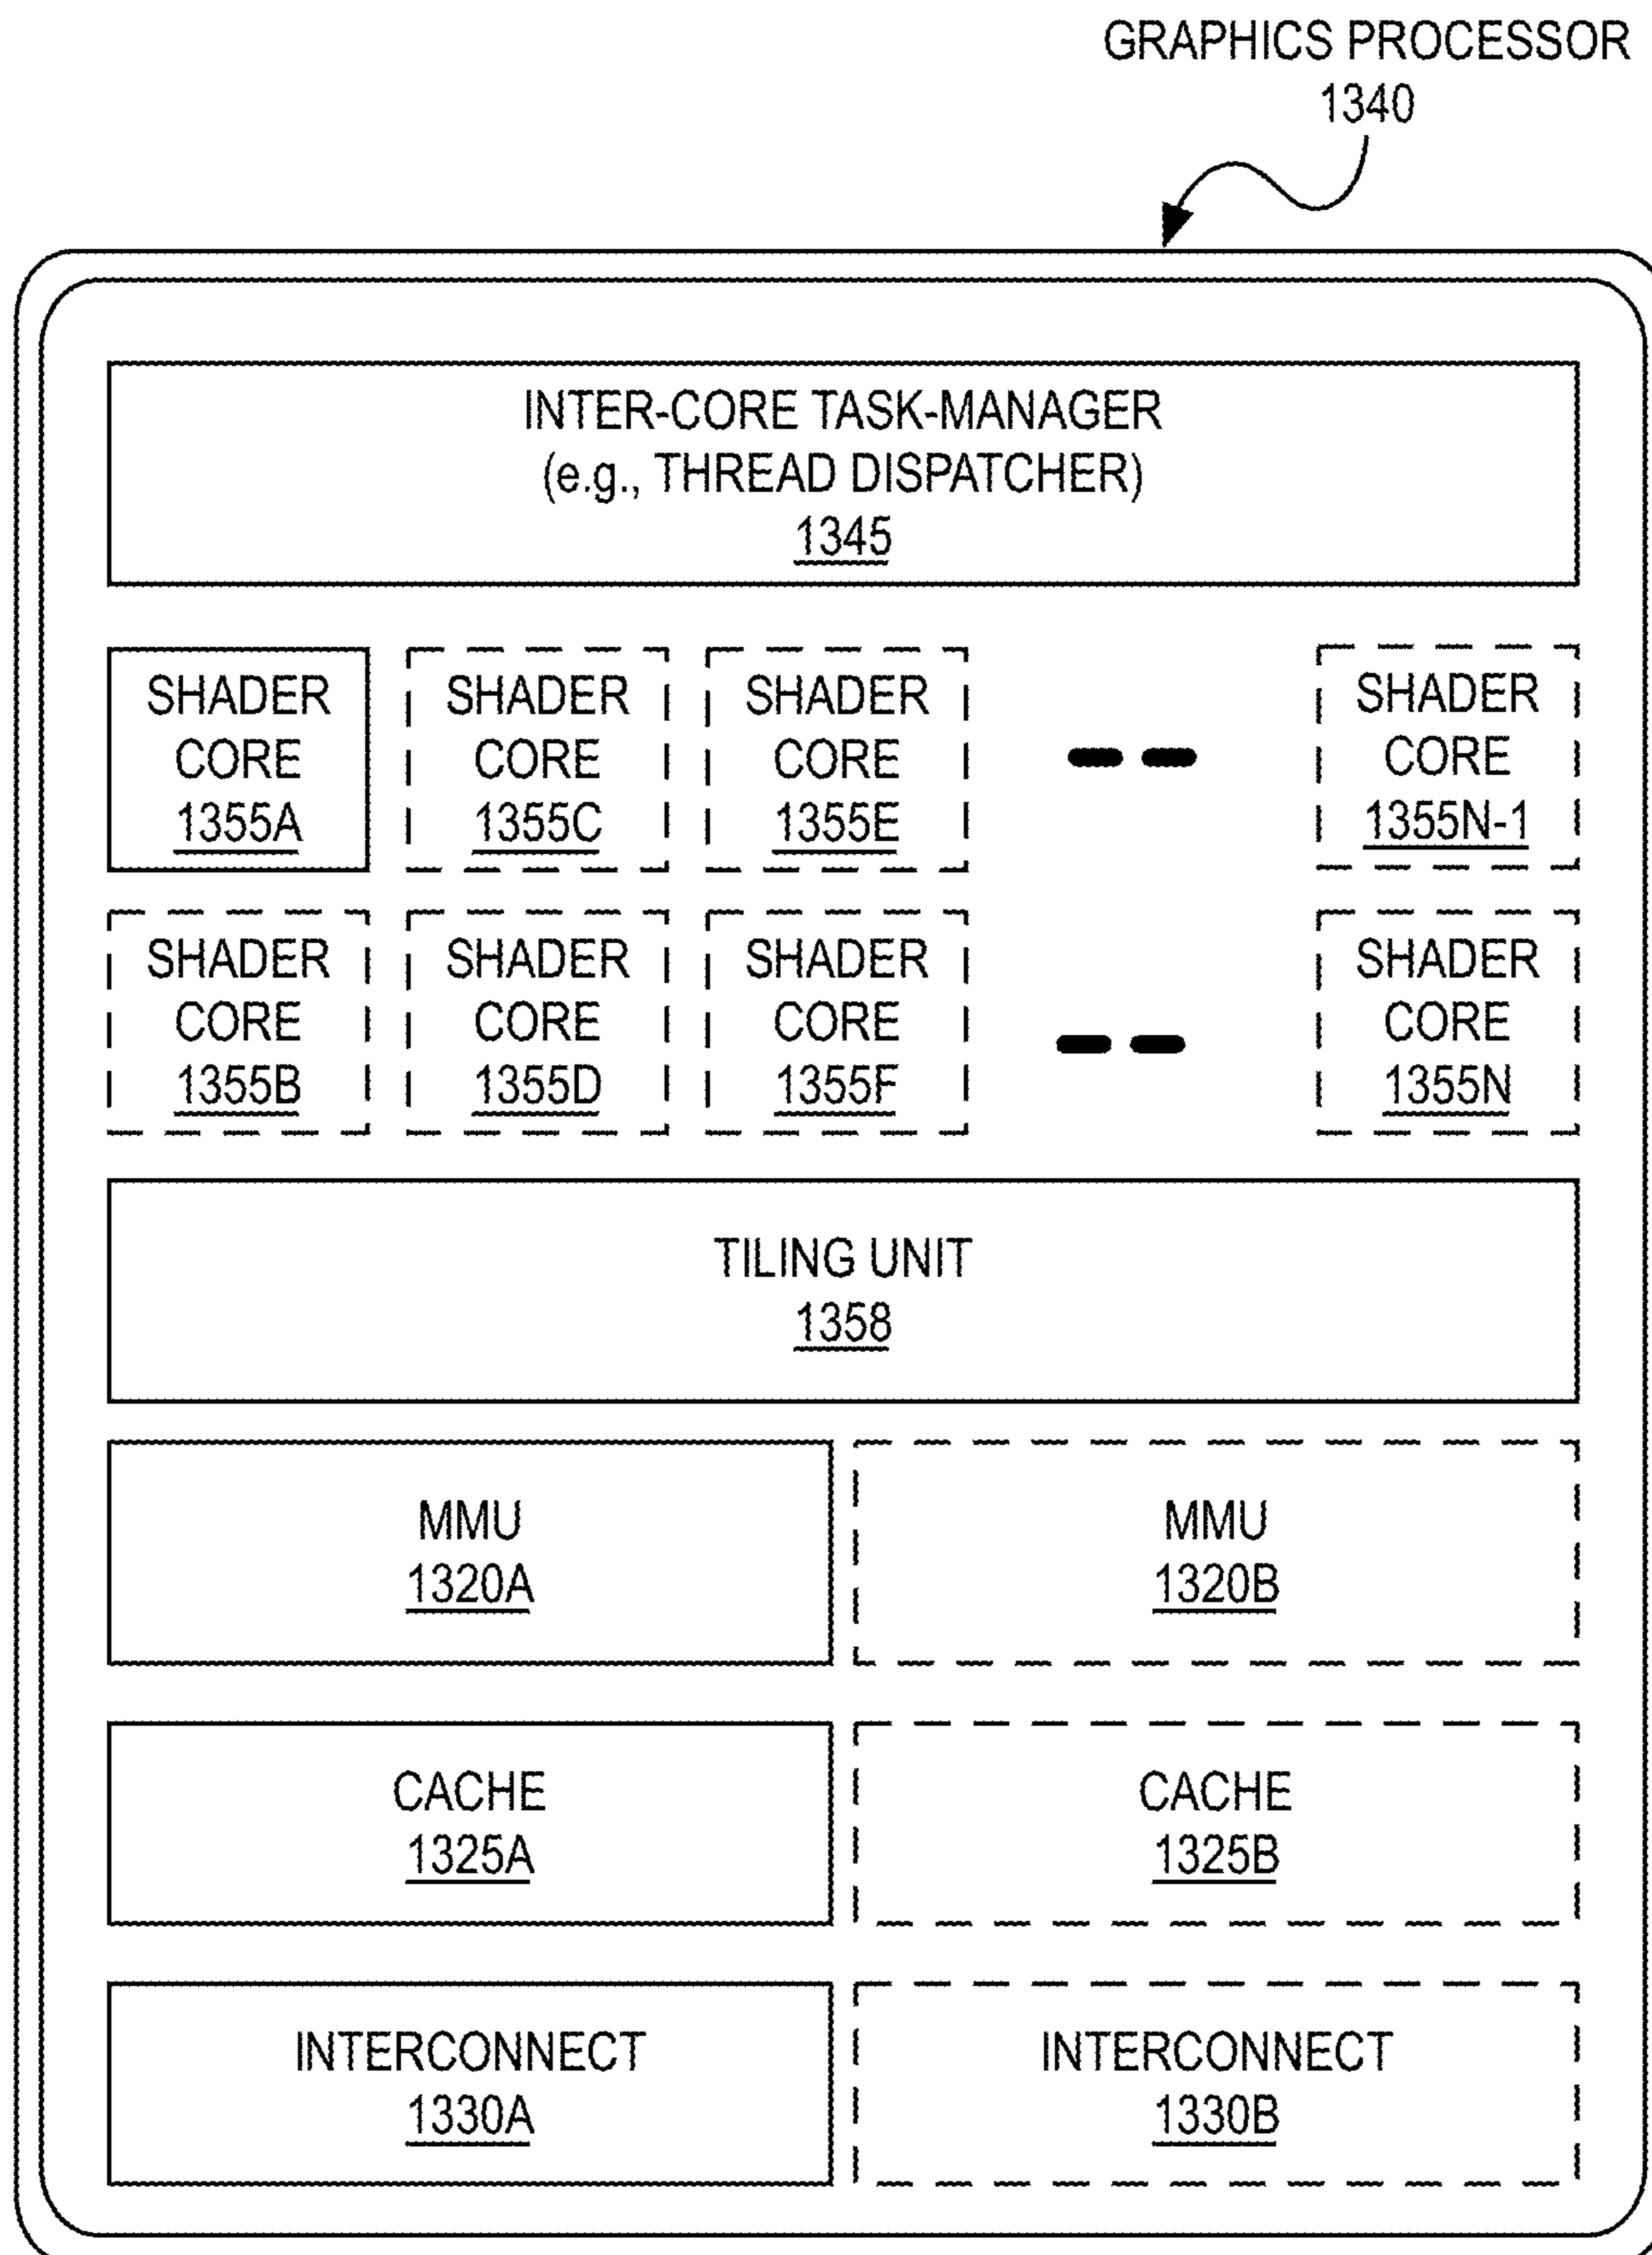 GRAPHICS PROCESSOR
1340
INTER-CORE TASK-MANAGER
(e.g., THREAD DISPATCHER)
1345
SHADER
CORE
1355A
SHADER
CORE
1355C
SHADER
CORE
1355E
SHADER
CORE
1355N-1
SHADER
CORE
1355B
SHADER
CORE
1355D
SHADER
CORE
1355F
SHADER
CORE
1355N
TILING UNIT
1358
MMU
1320A
MMU
1320B
CACHE
1325A
CACHE
1325B
INTERCONNECT
1330A
INTERCONNECT
1330B